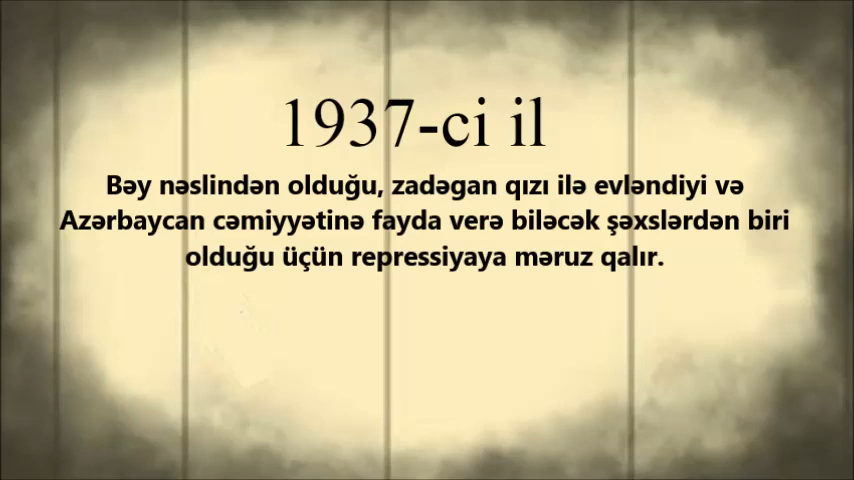 1937-ci il
Bəy nəslindən olduğu, zadəgan qızı ilə evləndiyi və
Azərbaycan cəmiyyətinə fayda verə biləcək şəxslərdən biri
olduğu üçün repressiyaya məruz qalır.